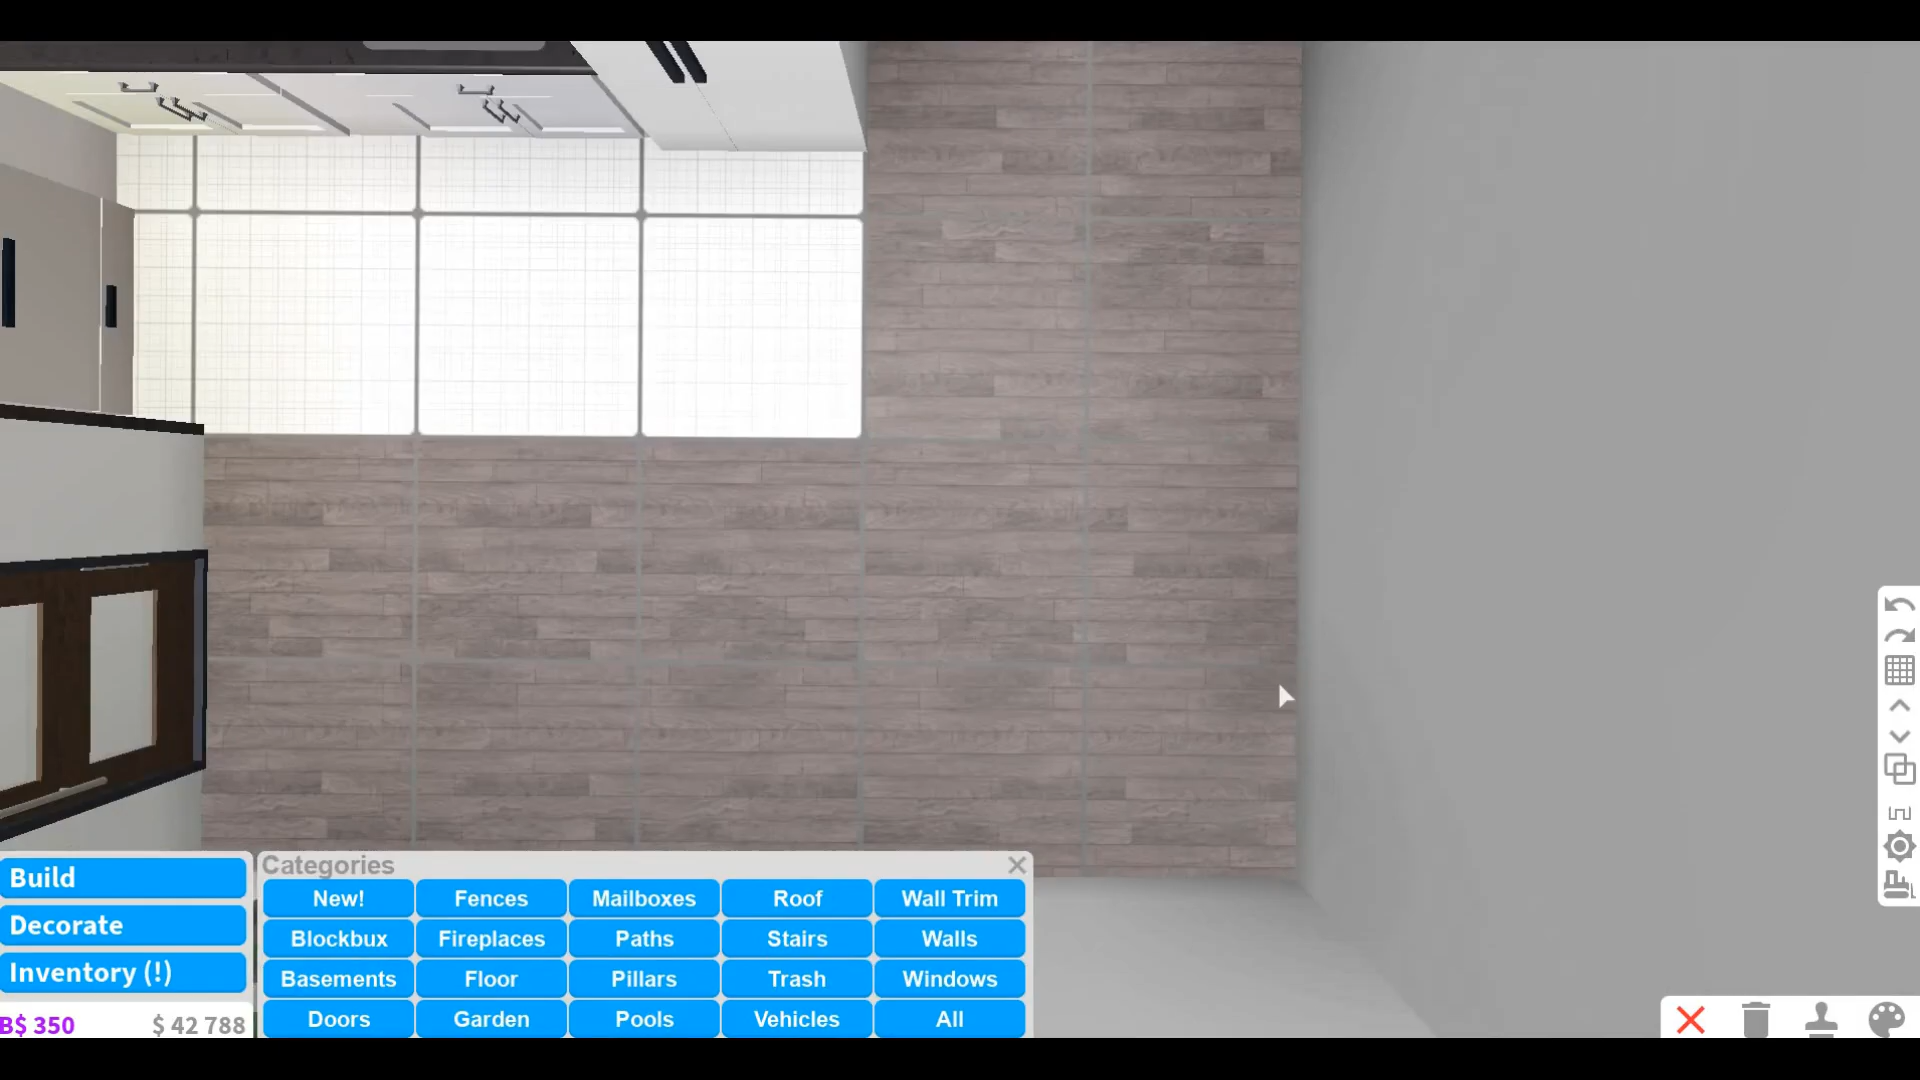 Build
Decorate
Inventory (!)
B$ 350 $ 42 788
Categories
New! Fences Mailboxes Roof Wall Trim
Blockbux Fireplaces Paths Stairs Walls
Basements Floor Pillars Trash Windows
Doors Garden Pools Vehicles All